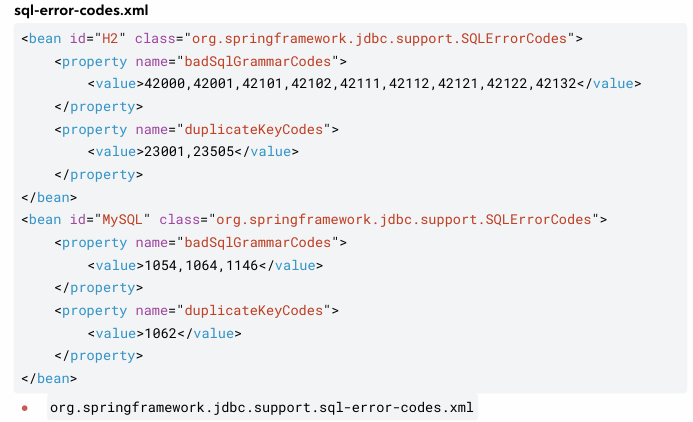 sql-error-codes.xml
<bean id="H2" class="org.springframework.jdbc.support.SQLErrorCodes">
    <property name="badSqlGrammarCodes">
        <value>42000,42001,42101,42102,42111,42112,42121,42122,42132</value>
    </property>
    <property name="duplicateKeyCodes">
        <value>23001,23505</value>
    </property>
</bean>
<bean id="MySQL" class="org.springframework.jdbc.support.SQLErrorCodes">
    <property name="badSqlGrammarCodes">
        <value>1054,1064,1146</value>
    </property>
    <property name="duplicateKeyCodes">
        <value>1062</value>
    </property>
</bean>
• org.springframework.jdbc.support.sql-error-codes.xml